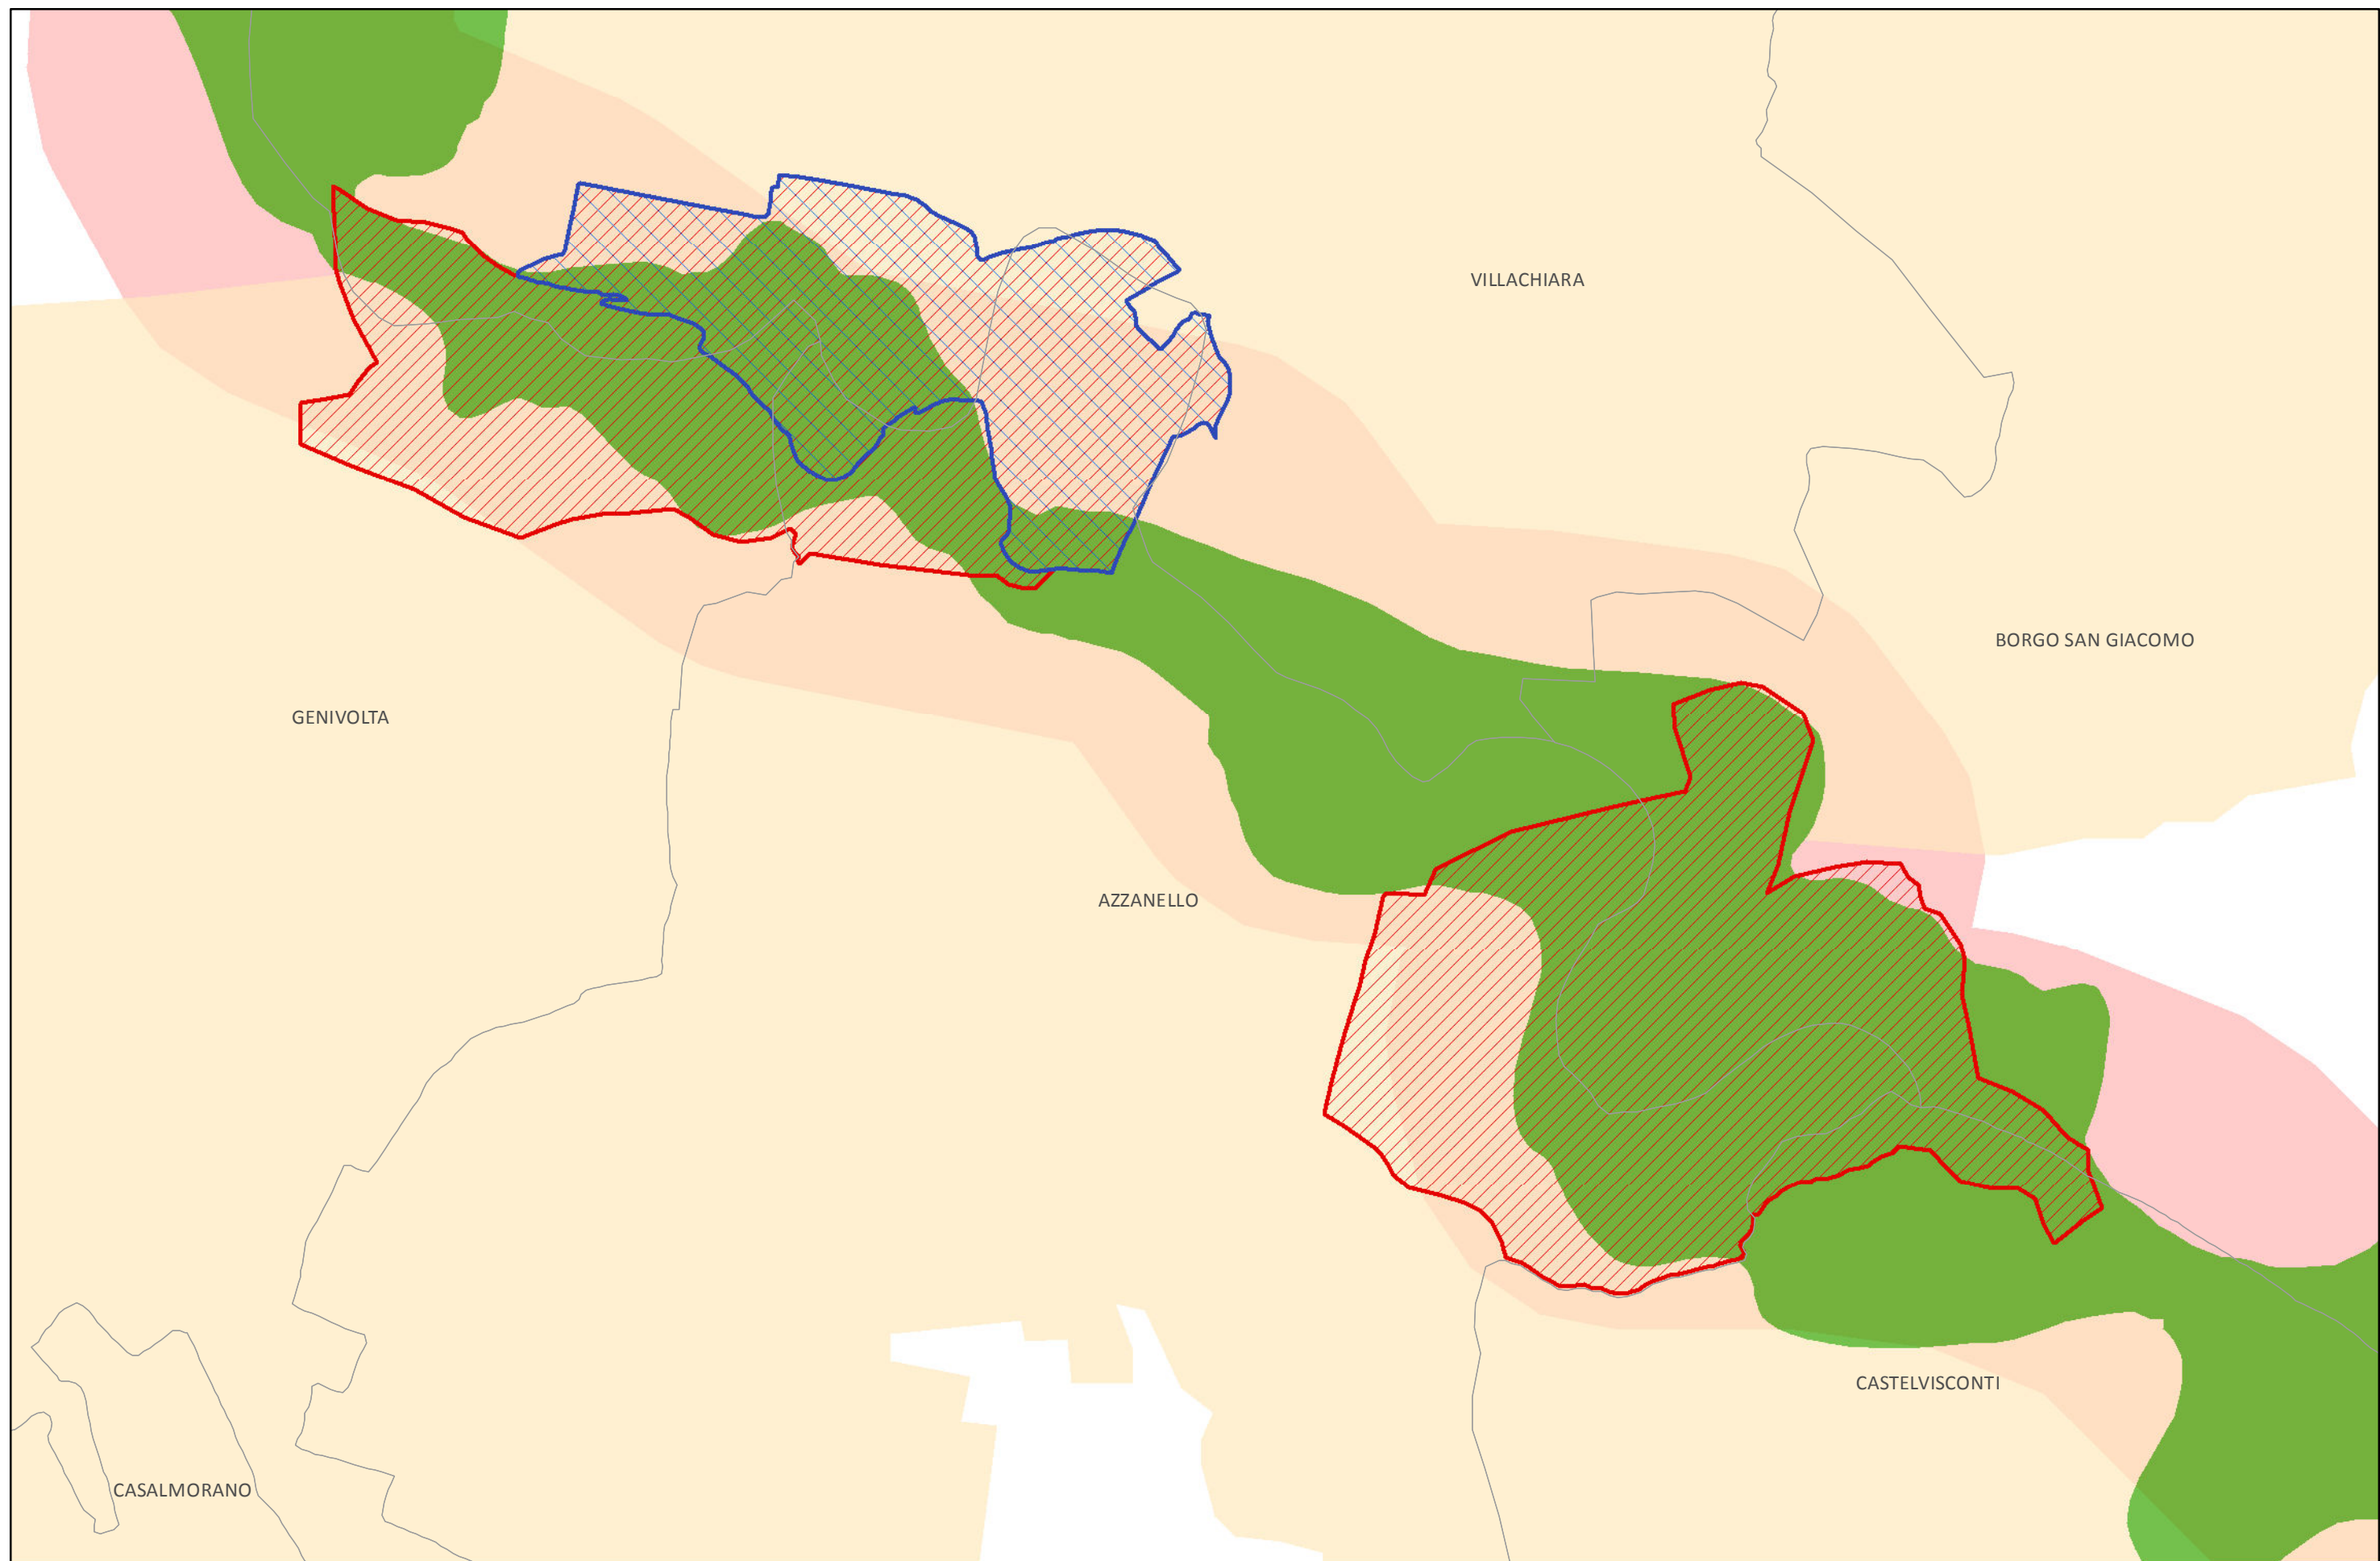 VILLACHIARA
BORGO SAN GIACOMO
GENIVOLTA
AZZANELLO
CASTELVISCONTI
CASALMORANO